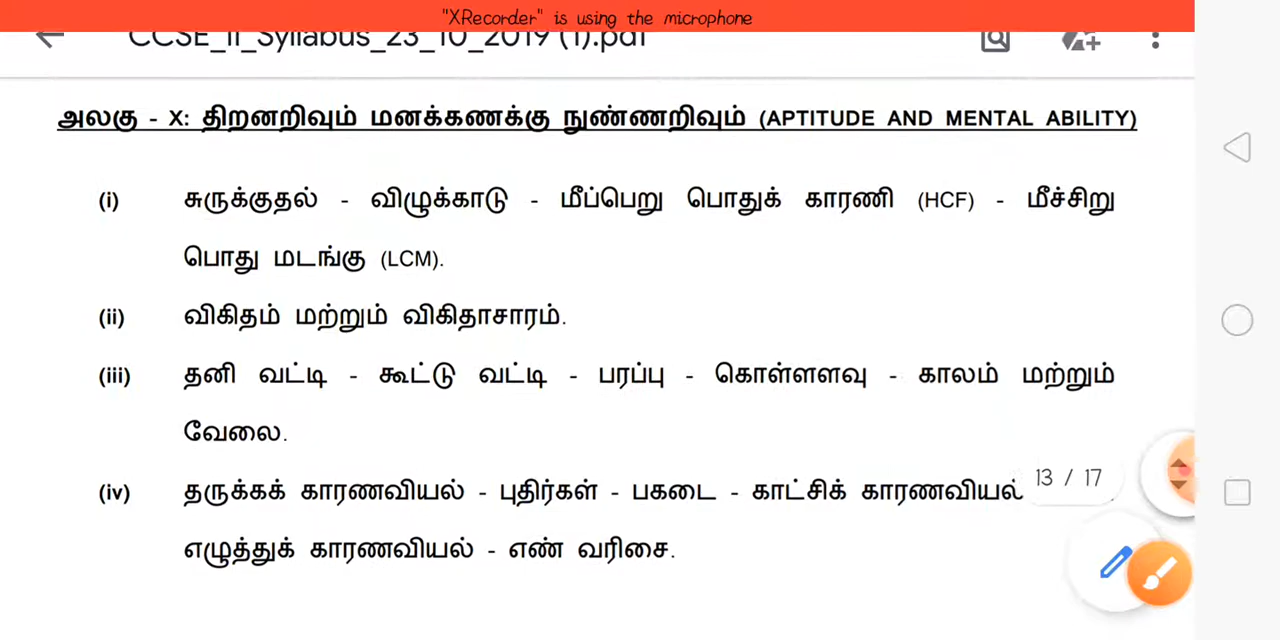 "XRecorder" is using the microphone
CCSE_II_Syllabus_23_10_2019 (1).pdf
அலகு - X: திறனறிவும் மனக்கணக்கு நுண்ணறிவும் (APTITUDE AND MENTAL ABILITY)
(i) சுருக்குதல் - விழுக்காடு - மீப்பெறு பொதுக் காரணி (HCF) - மீச்சிறு
பொது மடங்கு (LCM).
(ii) விகிதம் மற்றும் விகிதாசாரம்.
(iii) தனி வட்டி - கூட்டு வட்டி - பரப்பு - கொள்ளளவு - காலம் மற்றும்
வேலை.
(iv) தருக்கக் காரணவியல் - புதிர்கள் - பகடை - காட்சிக் காரணவியல்
13 / 17
எழுத்துக் காரணவியல் - எண் வரிசை.